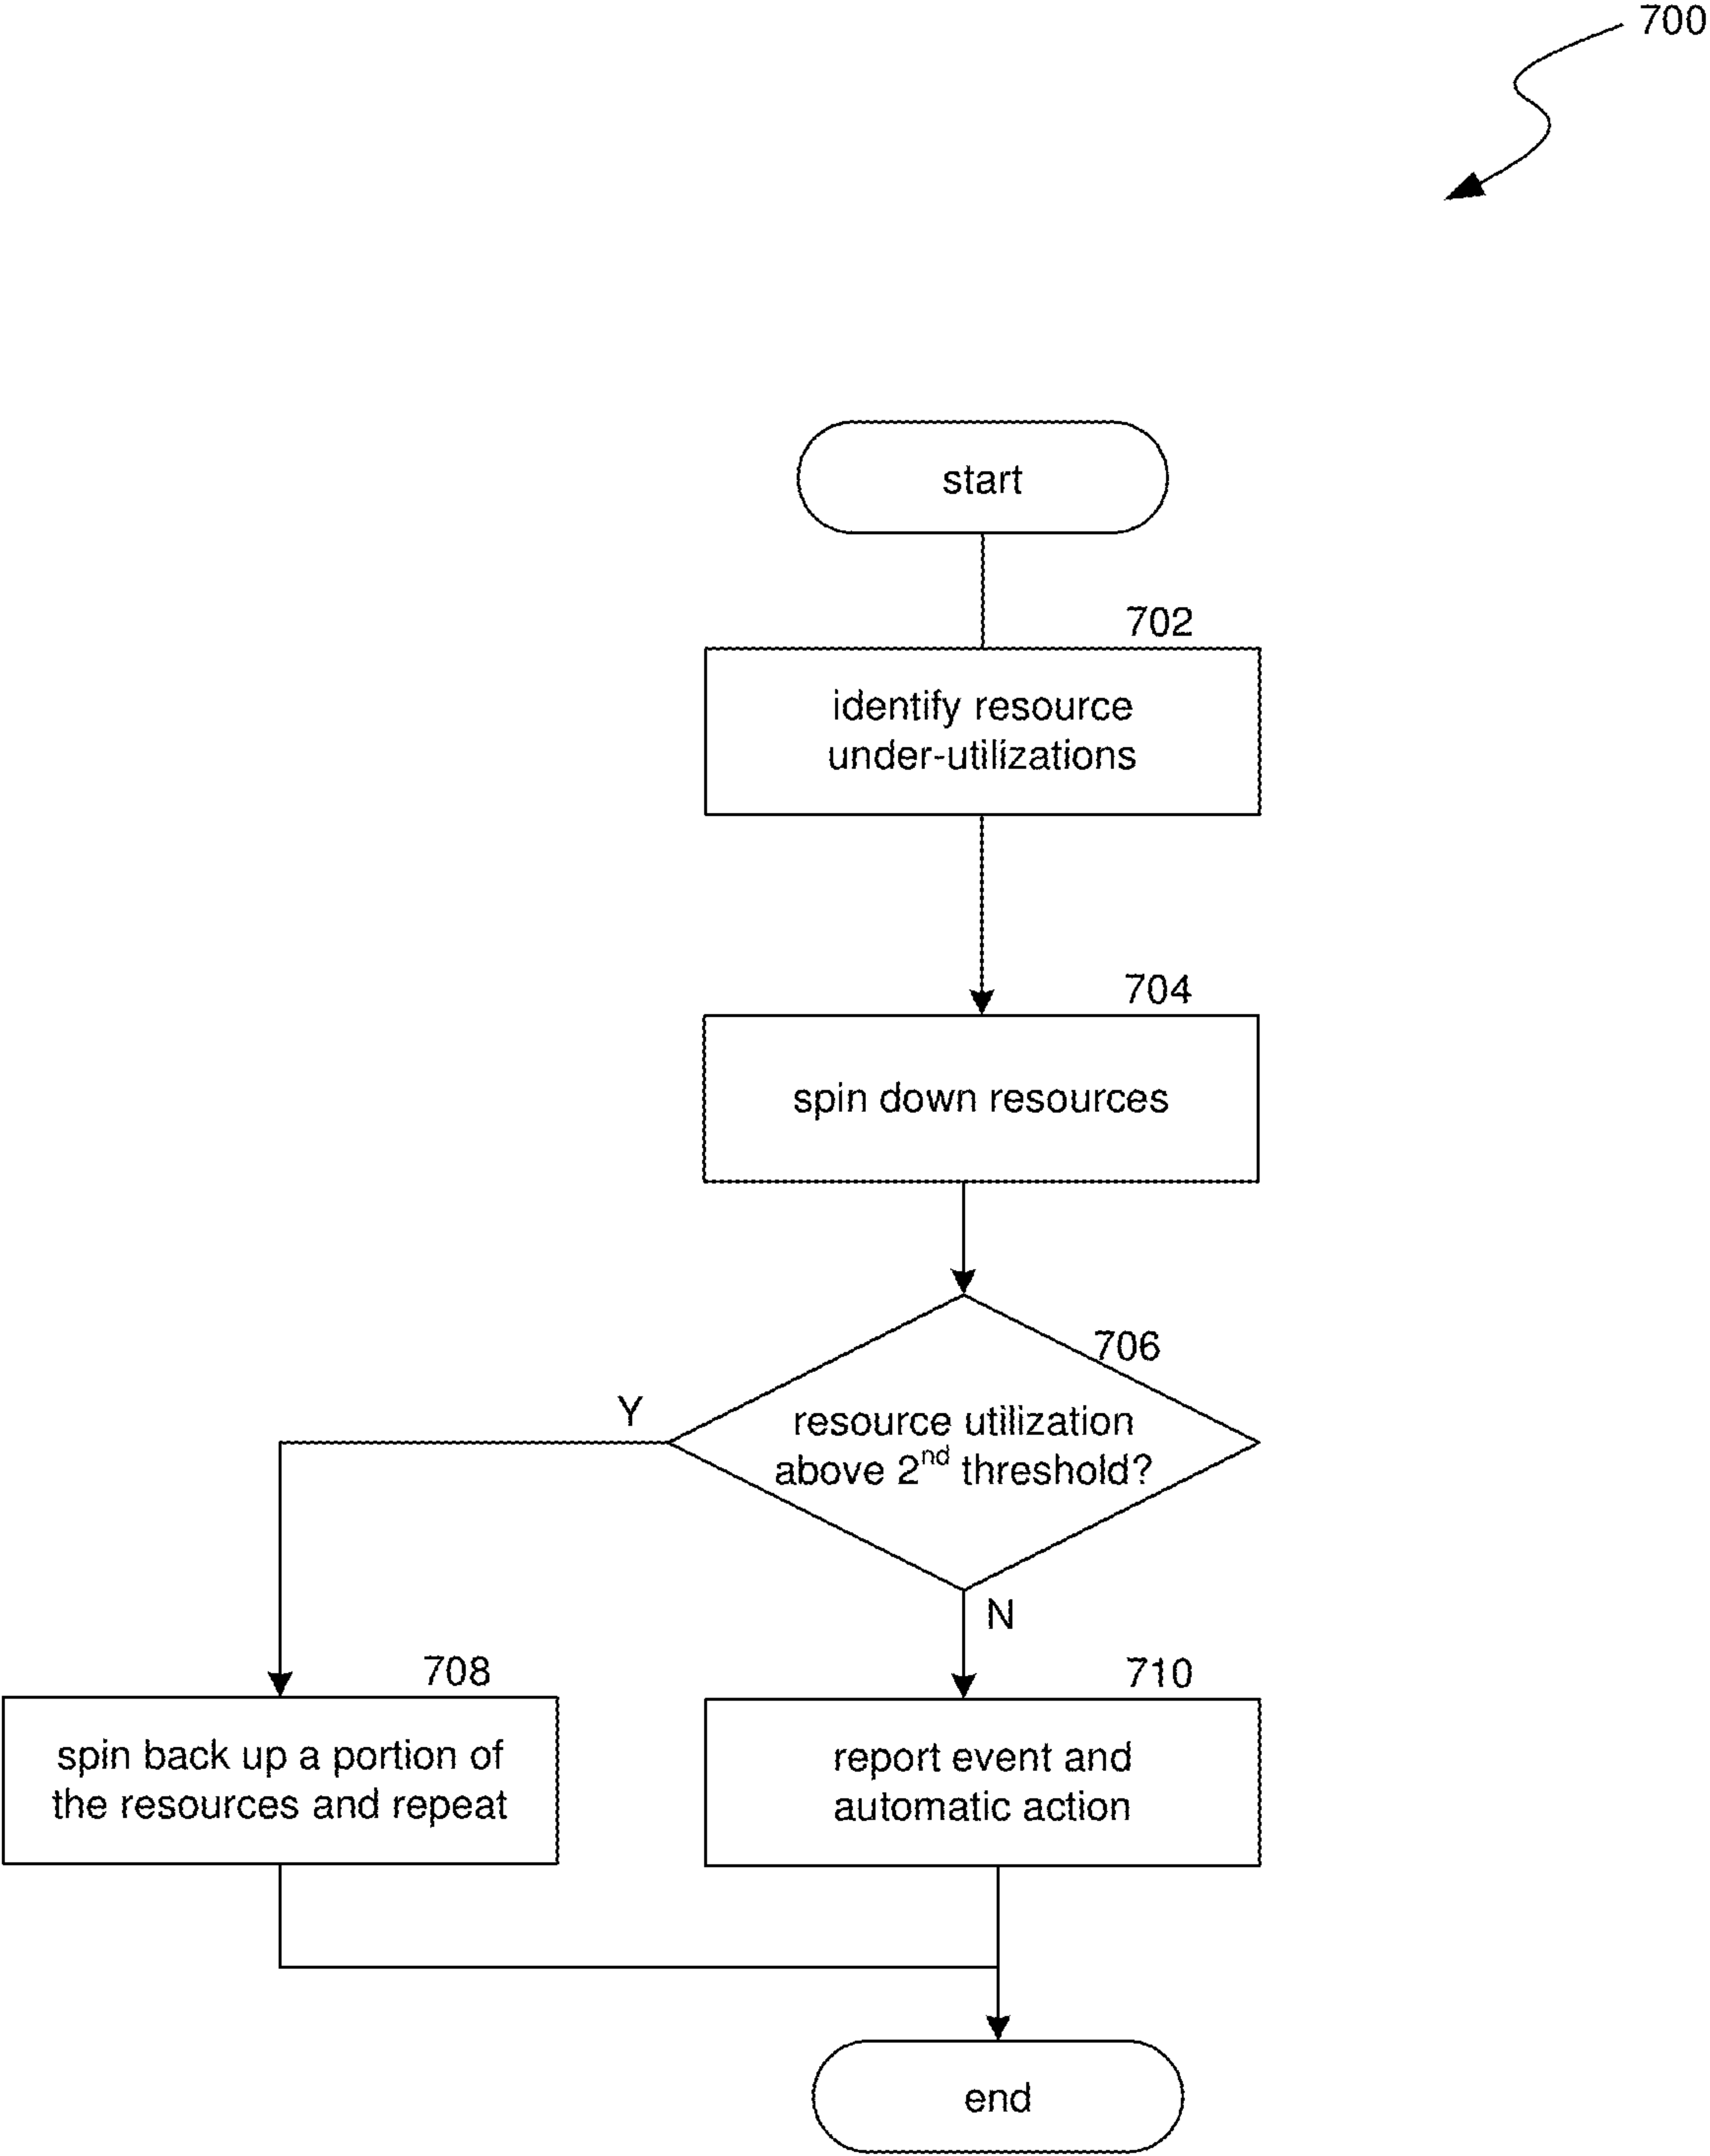 700
start
702
identify resource
under-utilizations
704
spin down resources
706
resource utilization
above 2nd threshold?
Y
N
708
spin back up a portion of
the resources and repeat
710
report event and
automatic action
end